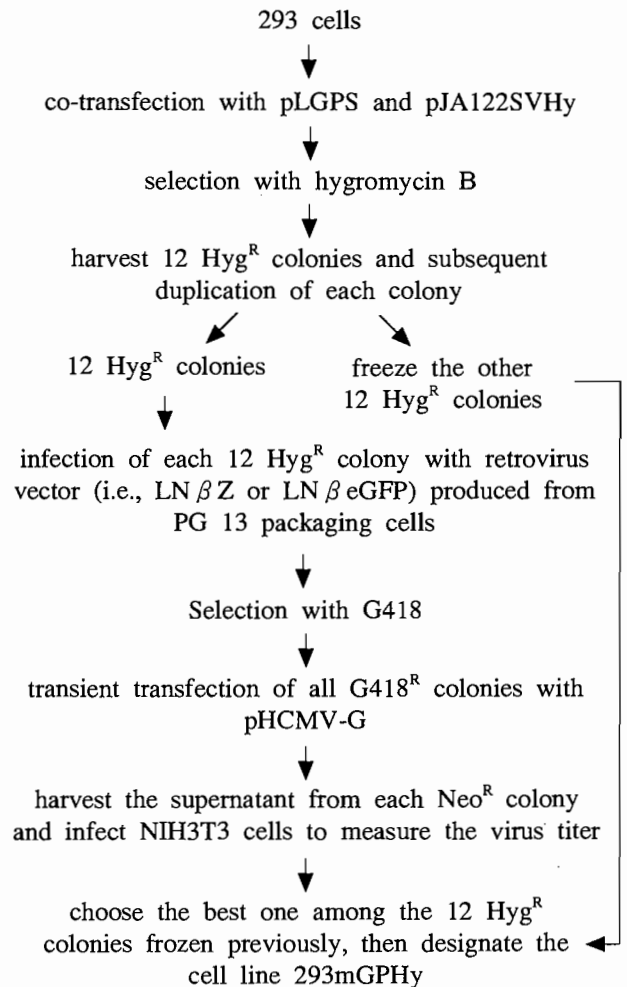 293 cells
co-transfection with pLGPS and pJA122SVHy
selection with hygromycin B
harvest 12 Hyg^R colonies and subsequent
duplication of each colony
12 Hyg^R colonies
freeze the other
12 Hyg^R colonies
infection of each 12 Hyg^R colony with retrovirus
vector (i.e., LN β Z or LN β eGFP) produced from
PG 13 packaging cells
Selection with G418
transient transfection of all G418^R colonies with
pHCMV-G
harvest the supernatant from each Neo^R colony
and infect NIH3T3 cells to measure the virus titer
choose the best one among the 12 Hyg^R
colonies frozen previously, then designate the
cell line 293mGPHy